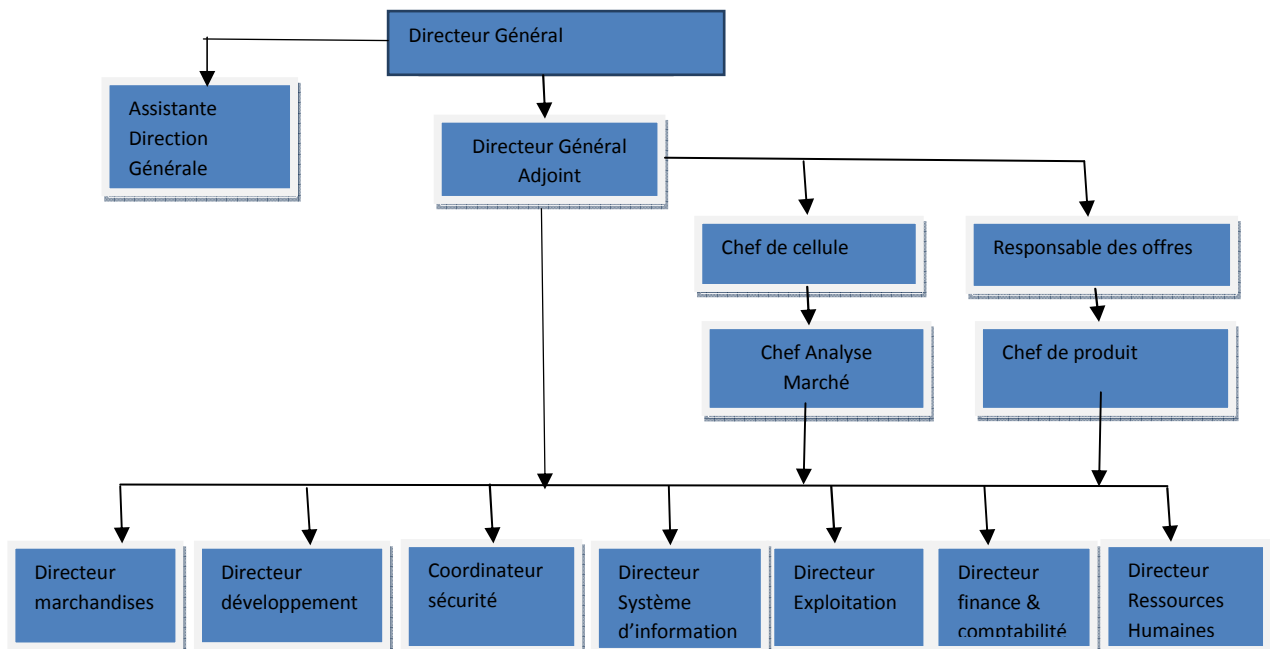 Directeur Général
Assistante
Direction
Générale
Directeur Général
Adjoint
Chef de cellule
Responsable des offres
Chef Analyse
Marché
Chef de produit
Directeur
marchandises
Directeur
développement
Coordinateur
sécurité
Directeur
Système
d’information
Directeur
Exploitation
Directeur
finance &
comptabilité
Directeur
Ressources
Humaines